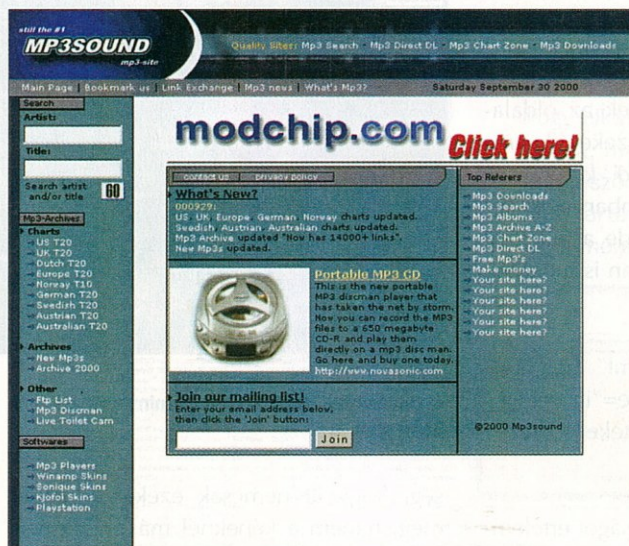 still the #1
MP3SOUND
mp3-site
Quality Sites: Mp3 Search • Mp3 Direct DL • Mp3 Chart Zone • Mp3 Downloads
Main Page | Bookmark us | Link Exchange | Mp3 news | What's Mp3?
Saturday September 30 2000
Search
Artist:
Title:
Search artist and/or title
GO
Mp3-Archives
Charts
US T20
UK T20
Dutch T20
Europe T20
Norway T10
German T20
Swedish T20
Austrian T20
Australian T20
Archives
New Mp3s
Archive 2000
Other
Ftp List
Mp3 Discman
Live Toilet Cam
Softwares
Mp3 Players
Winamp Skins
Sonique Skins
Kjofol Skins
Playstation
modchip.com
Click here!
contact us
privacy policy
What's New?
000929:
US, UK, Europe, German, Norway charts updated.
Swedish, Austrian, Australian charts updated.
Mp3 Archive updated "Now has 14000+ links".
New Mp3s updated.
Portable MP3 CD
This is the new portable
MP3 discman player that
has taken the net by storm.
Now you can record the MP3
files to a 650 megabyte
CD-R and play them
directly on a mp3 disc man.
Go here and buy one today.
http://www.novasonic.com
Join our mailing list!
Enter your email address below,
then click the 'Join' button:
Join
Top Referers
Mp3 Downloads
Mp3 Search
Mp3 Albums
Mp3 Archive A-Z
Mp3 Chart Zone
Mp3 Direct DL
Free Mp3's
Make money
Your site here?
Your site here?
Your site here?
Your site here?
Your site here?
Your site here?
©2000 Mp3sound